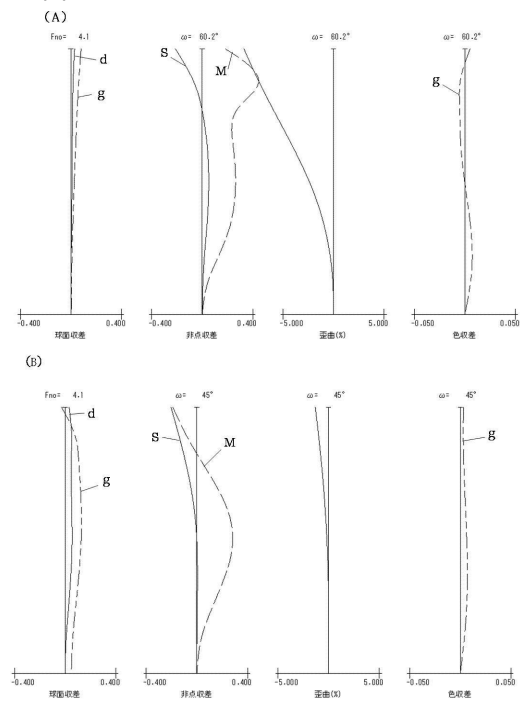 (A)
Fno= 4.1
ω= 60.2°
ω= 60.2°
ω= 60.2°
d
g
S
M
g
-0.400
0.400
球面収差
-0.400
0.400
非点収差
-5.000
5.000
歪曲(%)
-0.050
0.050
色収差
(B)
Fno= 4.1
ω= 45°
ω= 45°
ω= 45°
d
g
S
M
g
-0.400
0.400
球面収差
-0.400
0.400
非点収差
-5.000
5.000
歪曲(%)
-0.050
0.050
色収差